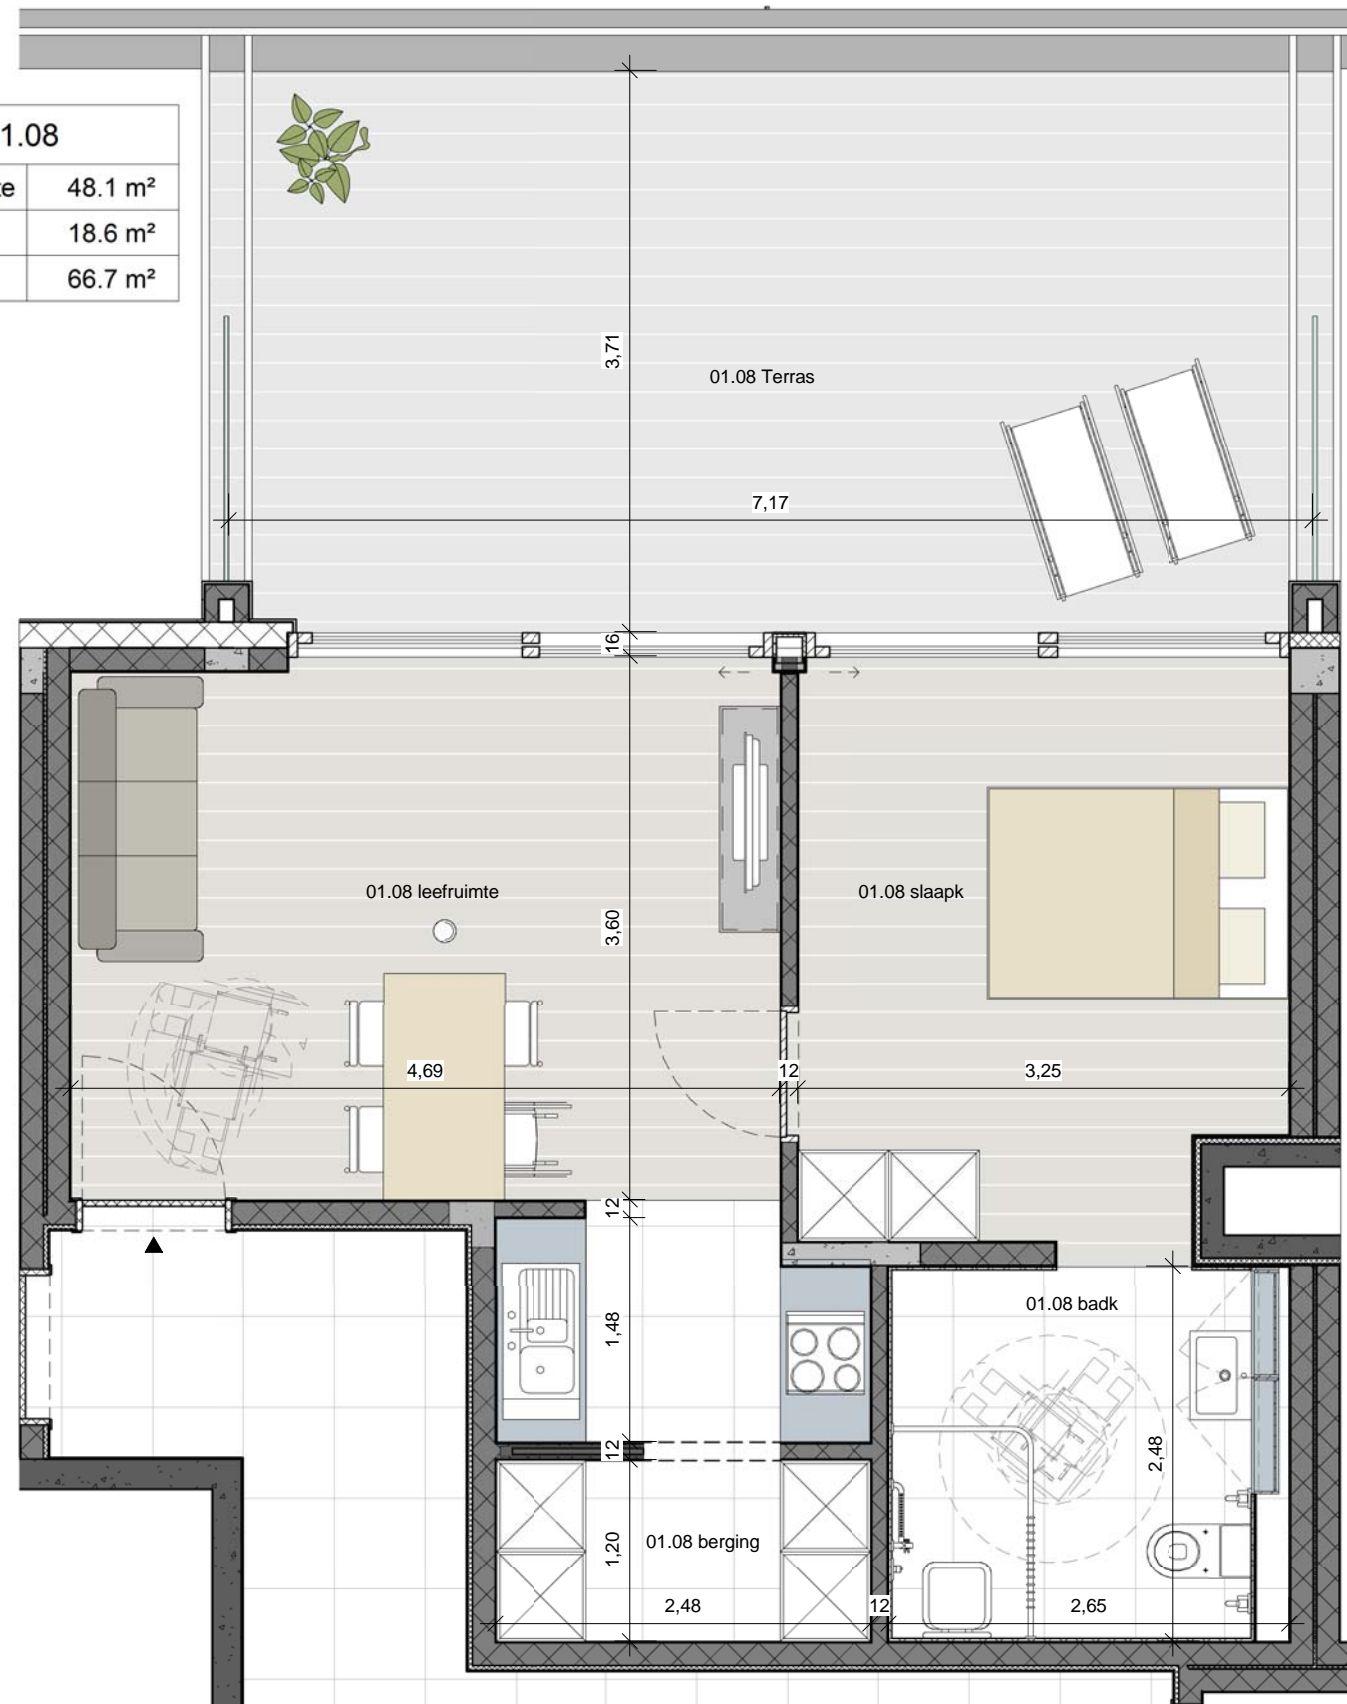 1.08
te 48.1 m²
18.6 m²
66.7 m²
3,71
01.08 Terras
7,17
16
01.08 leefruimte
01.08 slaapk
3,60
4,69
12
3,25
12
01.08 badk
1,48
2,48
12
1,20
01.08 berging
2,48
12
2,65